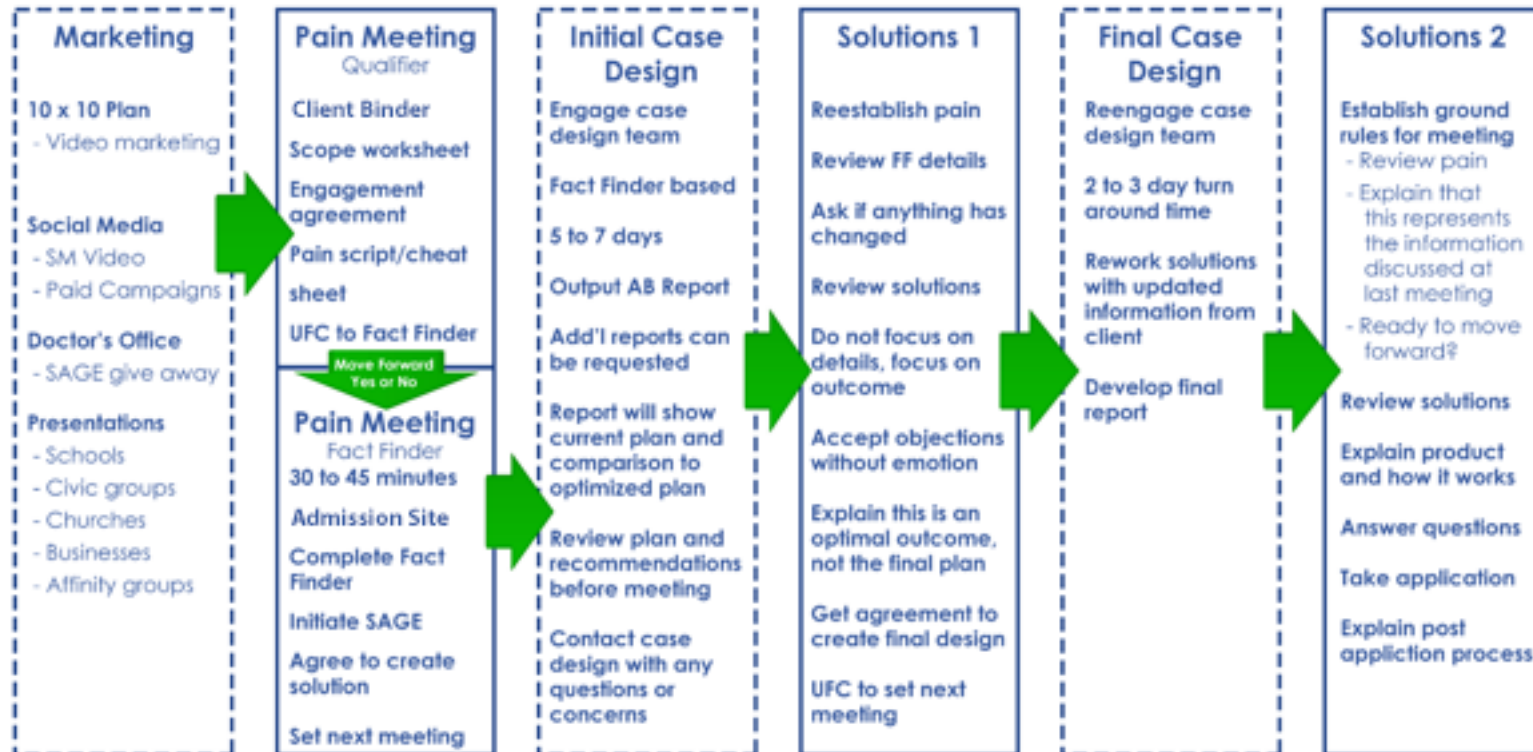 Marketing
10 x 10 Plan
- Video marketing
Social Media
- SM Video
- Paid Campaigns
Doctor's Office
- SAGE give away
Presentations
- Schools
- Civic groups
- Churches
- Businesses
- Affinity groups
Pain Meeting
Qualifier
Client Binder
Scope worksheet
Engagement
agreement
Pain script/cheat
sheet
UFC to Fact Finder
Move Forward
Yes or No
Pain Meeting
Fact Finder
30 to 45 minutes
Admission Site
Complete Fact
Finder
Initiate SAGE
Agree to create
solution
Set next meeting
Initial Case
Design
Engage case
design team
Fact Finder based
5 to 7 days
Output AB Report
Add'l reports can
be requested
Report will show
current plan and
comparison to
optimized plan
Review plan and
recommendations
before meeting
Contact case
design with any
questions or
concerns
Solutions 1
Reestablish pain
Review FF details
Ask if anything has
changed
Review solutions
Do not focus on
details, focus on
outcome
Accept objections
without emotion
Explain this is an
optimal outcome,
not the final plan
Get agreement to
create final design
UFC to set next
meeting
Final Case
Design
Reengage case
design team
2 to 3 day turn
around time
Rework solutions
with updated
information from
client
Develop final
report
Solutions 2
Establish ground
rules for meeting
- Review pain
- Explain that
this represents
the information
discussed at
last meeting
- Ready to move
forward?
Review solutions
Explain product
and how it works
Answer questions
Take application
Explain post
appliction process